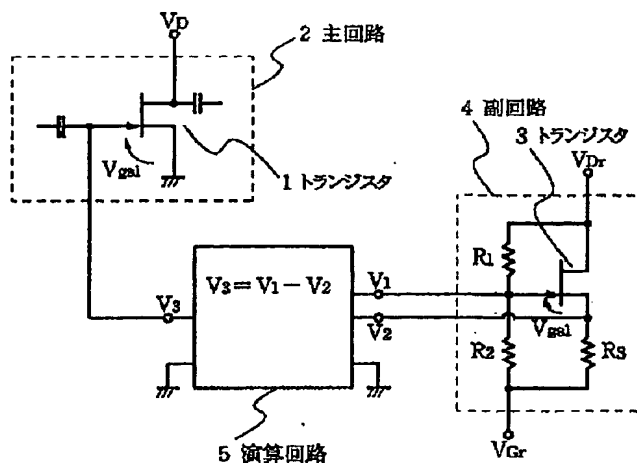 VD
2 主回路
Vgs1
1 トランジスタ
4 副回路
3 トランジスタ
VDr
R1
V3
V3=V1-V2
V1
V2
Vgs1
R2
R3
5 演算回路
VGr